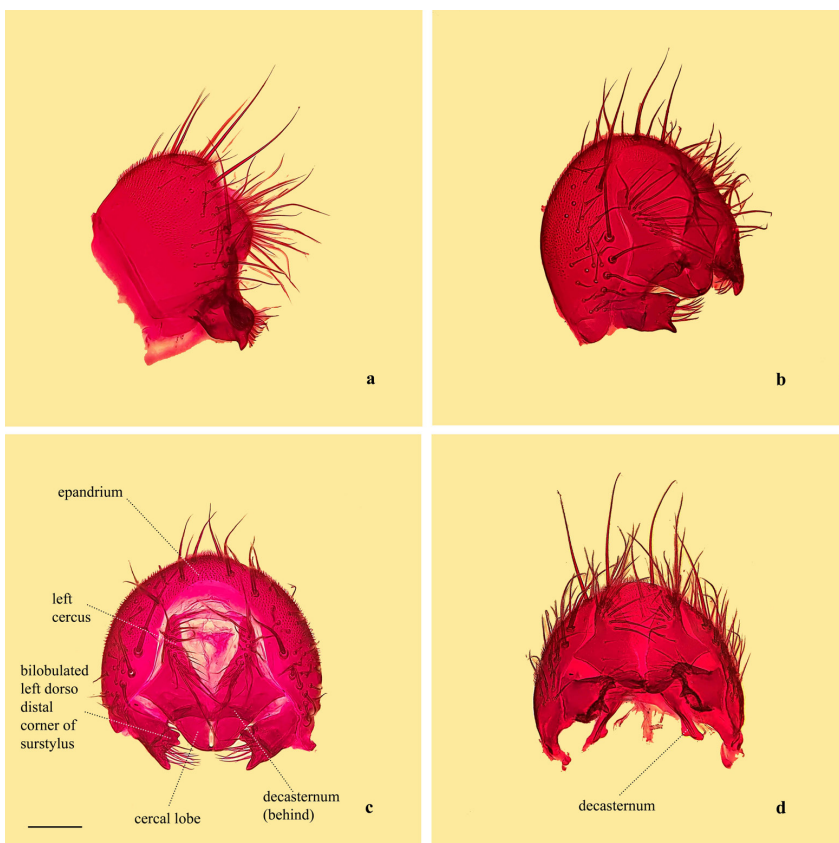 a
b
epandrium
left
cercus
bilobulated
left dorso
distal
corner of
surstylus
cercal lobe
decasternum
(behind)
c
decasternum
d